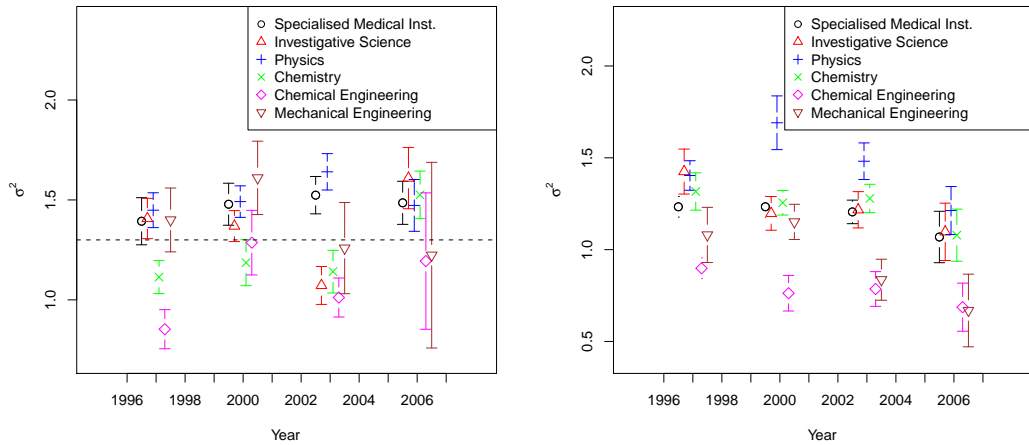 σ²
2.0
1.5
1.0
Specialised Medical Inst.
Investigative Science
Physics
Chemistry
Chemical Engineering
Mechanical Engineering
1996 1998 2000 2002 2004 2006
Year
σ²
2.0
1.5
1.0
0.5
Specialised Medical Inst.
Investigative Science
Physics
Chemistry
Chemical Engineering
Mechanical Engineering
1996 1998 2000 2002 2004 2006
Year